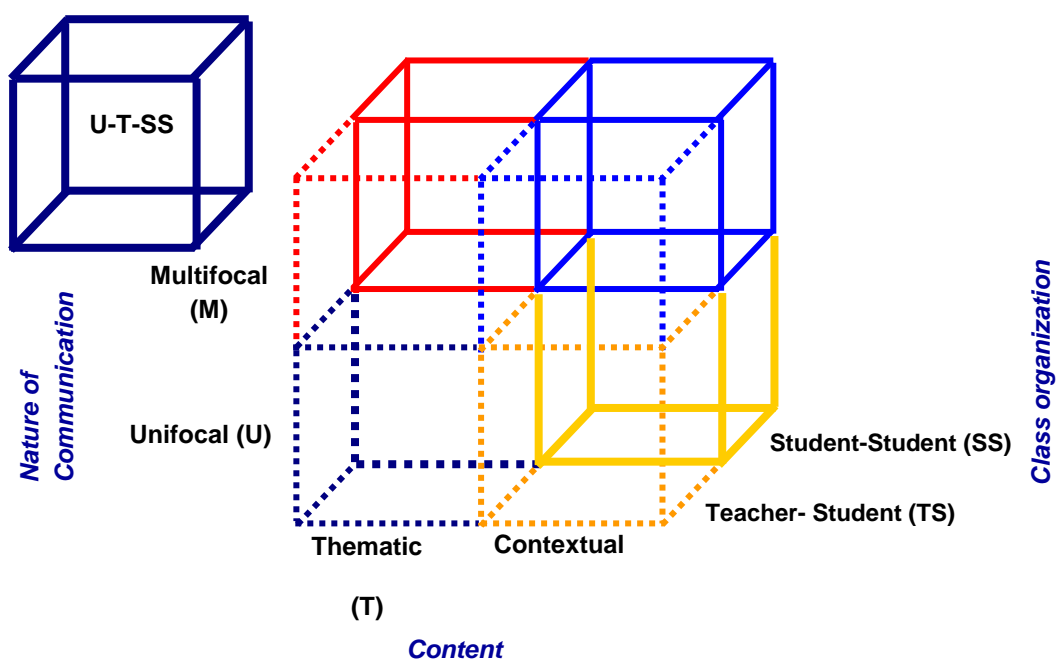 U-T-SS
Multifocal
(M)
Nature of
Communication
Class organization
Unifocal (U)
Student-Student (SS)
Teacher- Student (TS)
Thematic
Contextual
(T)
Content